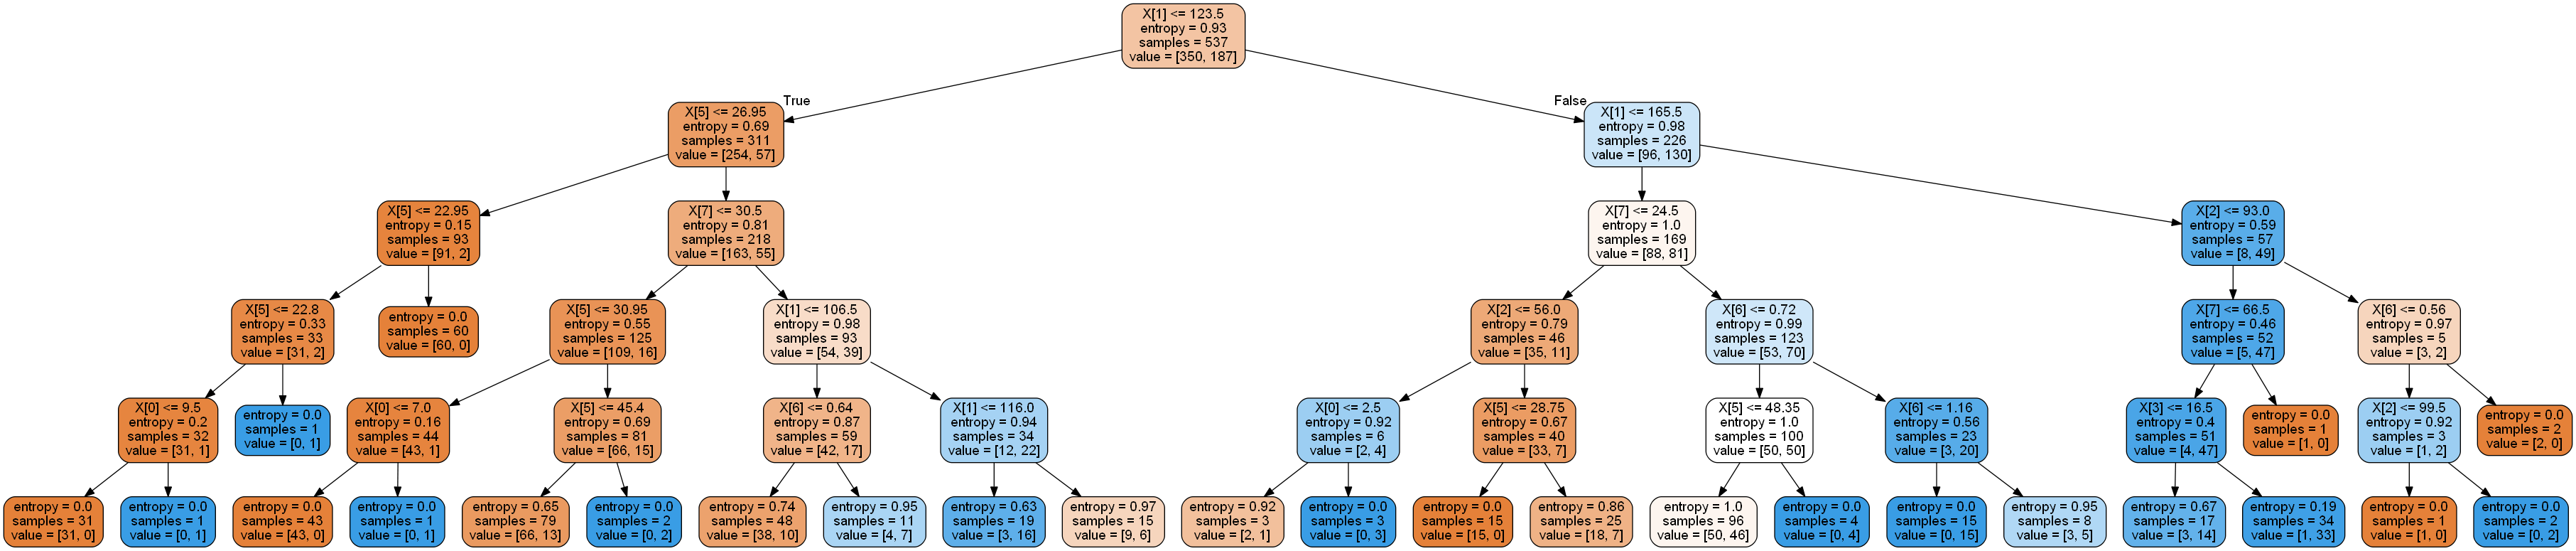 X[1] <= 123.5
entropy = 0.93
samples = 537
value = [350, 187]
True
False
X[5] <= 26.95
entropy = 0.69
samples = 311
value = [254, 57]
X[1] <= 165.5
entropy = 0.98
samples = 226
value = [96, 130]
X[5] <= 22.95
entropy = 0.15
samples = 93
value = [91, 2]
X[7] <= 30.5
entropy = 0.81
samples = 218
value = [163, 55]
X[7] <= 24.5
entropy = 1.0
samples = 169
value = [88, 81]
X[2] <= 93.0
entropy = 0.59
samples = 57
value = [8, 49]
X[5] <= 22.8
entropy = 0.33
samples = 33
value = [31, 2]
entropy = 0.0
samples = 60
value = [60, 0]
X[5] <= 30.95
entropy = 0.55
samples = 125
value = [109, 16]
X[1] <= 106.5
entropy = 0.98
samples = 93
value = [54, 39]
X[2] <= 56.0
entropy = 0.79
samples = 46
value = [35, 11]
X[6] <= 0.72
entropy = 0.99
samples = 123
value = [53, 70]
X[7] <= 66.5
entropy = 0.46
samples = 52
value = [5, 47]
X[6] <= 0.56
entropy = 0.97
samples = 5
value = [3, 2]
X[0] <= 9.5
entropy = 0.2
samples = 32
value = [31, 1]
entropy = 0.0
samples = 1
value = [0, 1]
X[0] <= 7.0
entropy = 0.16
samples = 44
value = [43, 1]
X[5] <= 45.4
entropy = 0.69
samples = 81
value = [66, 15]
X[6] <= 0.64
entropy = 0.87
samples = 59
value = [42, 17]
X[1] <= 116.0
entropy = 0.94
samples = 34
value = [12, 22]
X[0] <= 2.5
entropy = 0.92
samples = 6
value = [2, 4]
X[5] <= 28.75
entropy = 0.67
samples = 40
value = [33, 7]
X[5] <= 48.35
entropy = 1.0
samples = 100
value = [50, 50]
X[6] <= 1.16
entropy = 0.56
samples = 23
value = [3, 20]
X[3] <= 16.5
entropy = 0.4
samples = 51
value = [4, 47]
entropy = 0.0
samples = 1
value = [1, 0]
X[2] <= 99.5
entropy = 0.92
samples = 3
value = [1, 2]
entropy = 0.0
samples = 2
value = [2, 0]
entropy = 0.0
samples = 31
value = [31, 0]
entropy = 0.0
samples = 1
value = [0, 1]
entropy = 0.0
samples = 43
value = [43, 0]
entropy = 0.0
samples = 1
value = [0, 1]
entropy = 0.65
samples = 79
value = [66, 13]
entropy = 0.0
samples = 2
value = [0, 2]
entropy = 0.74
samples = 48
value = [38, 10]
entropy = 0.95
samples = 11
value = [4, 7]
entropy = 0.63
samples = 19
value = [3, 16]
entropy = 0.97
samples = 15
value = [9, 6]
entropy = 0.92
samples = 3
value = [2, 1]
entropy = 0.0
samples = 3
value = [0, 3]
entropy = 0.0
samples = 15
value = [15, 0]
entropy = 0.86
samples = 25
value = [18, 7]
entropy = 1.0
samples = 96
value = [50, 46]
entropy = 0.0
samples = 4
value = [0, 4]
entropy = 0.0
samples = 15
value = [0, 15]
entropy = 0.95
samples = 8
value = [3, 5]
entropy = 0.67
samples = 17
value = [3, 14]
entropy = 0.19
samples = 34
value = [1, 33]
entropy = 0.0
samples = 1
value = [1, 0]
entropy = 0.0
samples = 2
value = [0, 2]